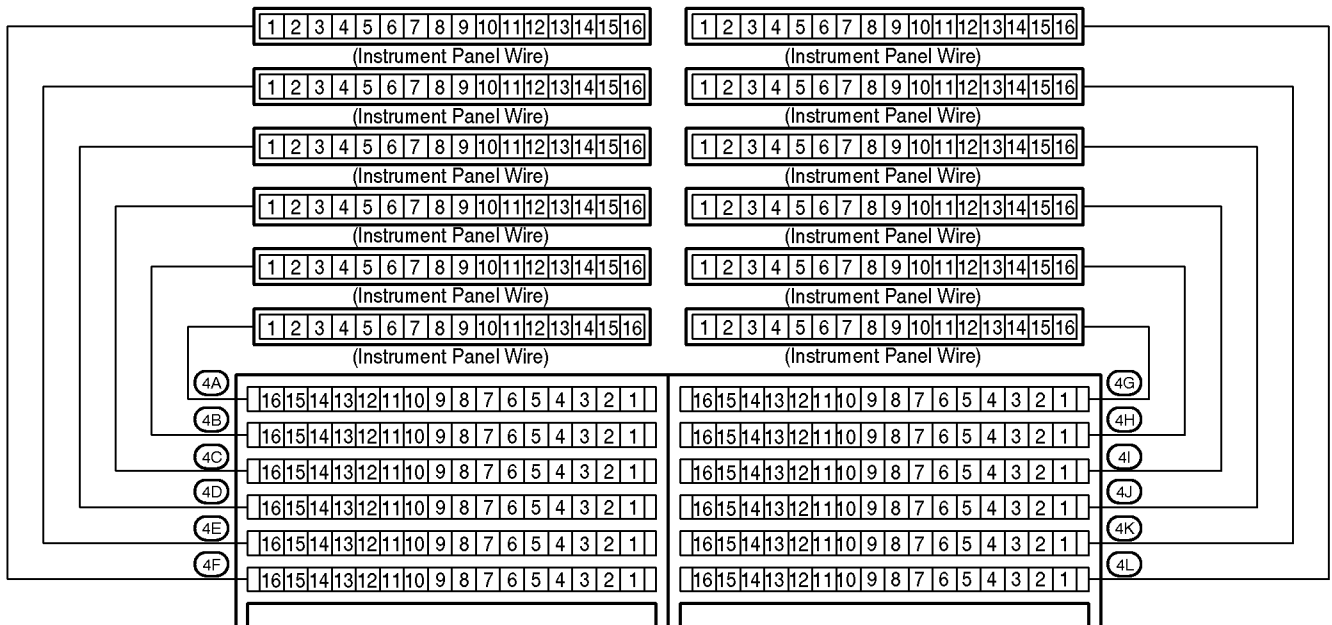 1 2 3 4 5 6 7 8 9 10 11 12 13 14 15 16 1 2 3 4 5 6 7 8 9 10 11 12 13 14 15 16
(Instrument Panel Wire) (Instrument Panel Wire)
1 2 3 4 5 6 7 8 9 10 11 12 13 14 15 16 1 2 3 4 5 6 7 8 9 10 11 12 13 14 15 16
(Instrument Panel Wire) (Instrument Panel Wire)
1 2 3 4 5 6 7 8 9 10 11 12 13 14 15 16 1 2 3 4 5 6 7 8 9 10 11 12 13 14 15 16
(Instrument Panel Wire) (Instrument Panel Wire)
1 2 3 4 5 6 7 8 9 10 11 12 13 14 15 16 1 2 3 4 5 6 7 8 9 10 11 12 13 14 15 16
(Instrument Panel Wire) (Instrument Panel Wire)
1 2 3 4 5 6 7 8 9 10 11 12 13 14 15 16 1 2 3 4 5 6 7 8 9 10 11 12 13 14 15 16
(Instrument Panel Wire) (Instrument Panel Wire)
1 2 3 4 5 6 7 8 9 10 11 12 13 14 15 16 1 2 3 4 5 6 7 8 9 10 11 12 13 14 15 16
(Instrument Panel Wire) (Instrument Panel Wire)
4A 4G
16 15 14 13 12 11 10 9 8 7 6 5 4 3 2 1 16 15 14 13 12 11 10 9 8 7 6 5 4 3 2 1
4B 4H
16 15 14 13 12 11 10 9 8 7 6 5 4 3 2 1 16 15 14 13 12 11 10 9 8 7 6 5 4 3 2 1
4C 4I
16 15 14 13 12 11 10 9 8 7 6 5 4 3 2 1 16 15 14 13 12 11 10 9 8 7 6 5 4 3 2 1
4D 4J
16 15 14 13 12 11 10 9 8 7 6 5 4 3 2 1 16 15 14 13 12 11 10 9 8 7 6 5 4 3 2 1
4E 4K
16 15 14 13 12 11 10 9 8 7 6 5 4 3 2 1 16 15 14 13 12 11 10 9 8 7 6 5 4 3 2 1
4F 4L
16 15 14 13 12 11 10 9 8 7 6 5 4 3 2 1 16 15 14 13 12 11 10 9 8 7 6 5 4 3 2 1